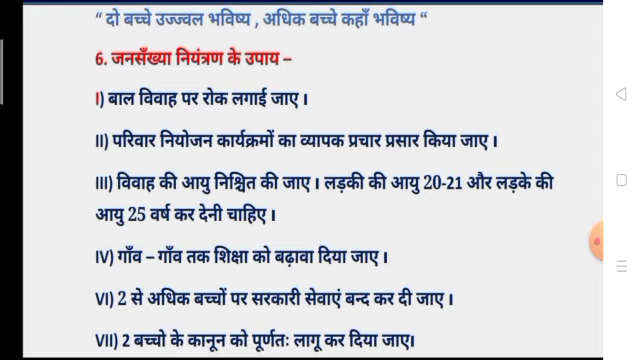 “ दो बच्चे उज्ज्वल भविष्य , अधिक बच्चे कहाँ भविष्य “
6. जनसँख्या नियंत्रण के उपाय –
I) बाल विवाह पर रोक लगाई जाए ।
II) परिवार नियोजन कार्यक्रमों का व्यापक प्रचार प्रसार किया जाए ।
III) विवाह की आयु निश्चित की जाए । लड़की की आयु 20-21 और लड़के की
आयु 25 वर्ष कर देनी चाहिए ।
IV) गाँव – गाँव तक शिक्षा को बढ़ावा दिया जाए ।
VI) 2 से अधिक बच्चों पर सरकारी सेवाएं बन्द कर दी जाए ।
VII) 2 बच्चो के कानून को पूर्णतः लागू कर दिया जाए।